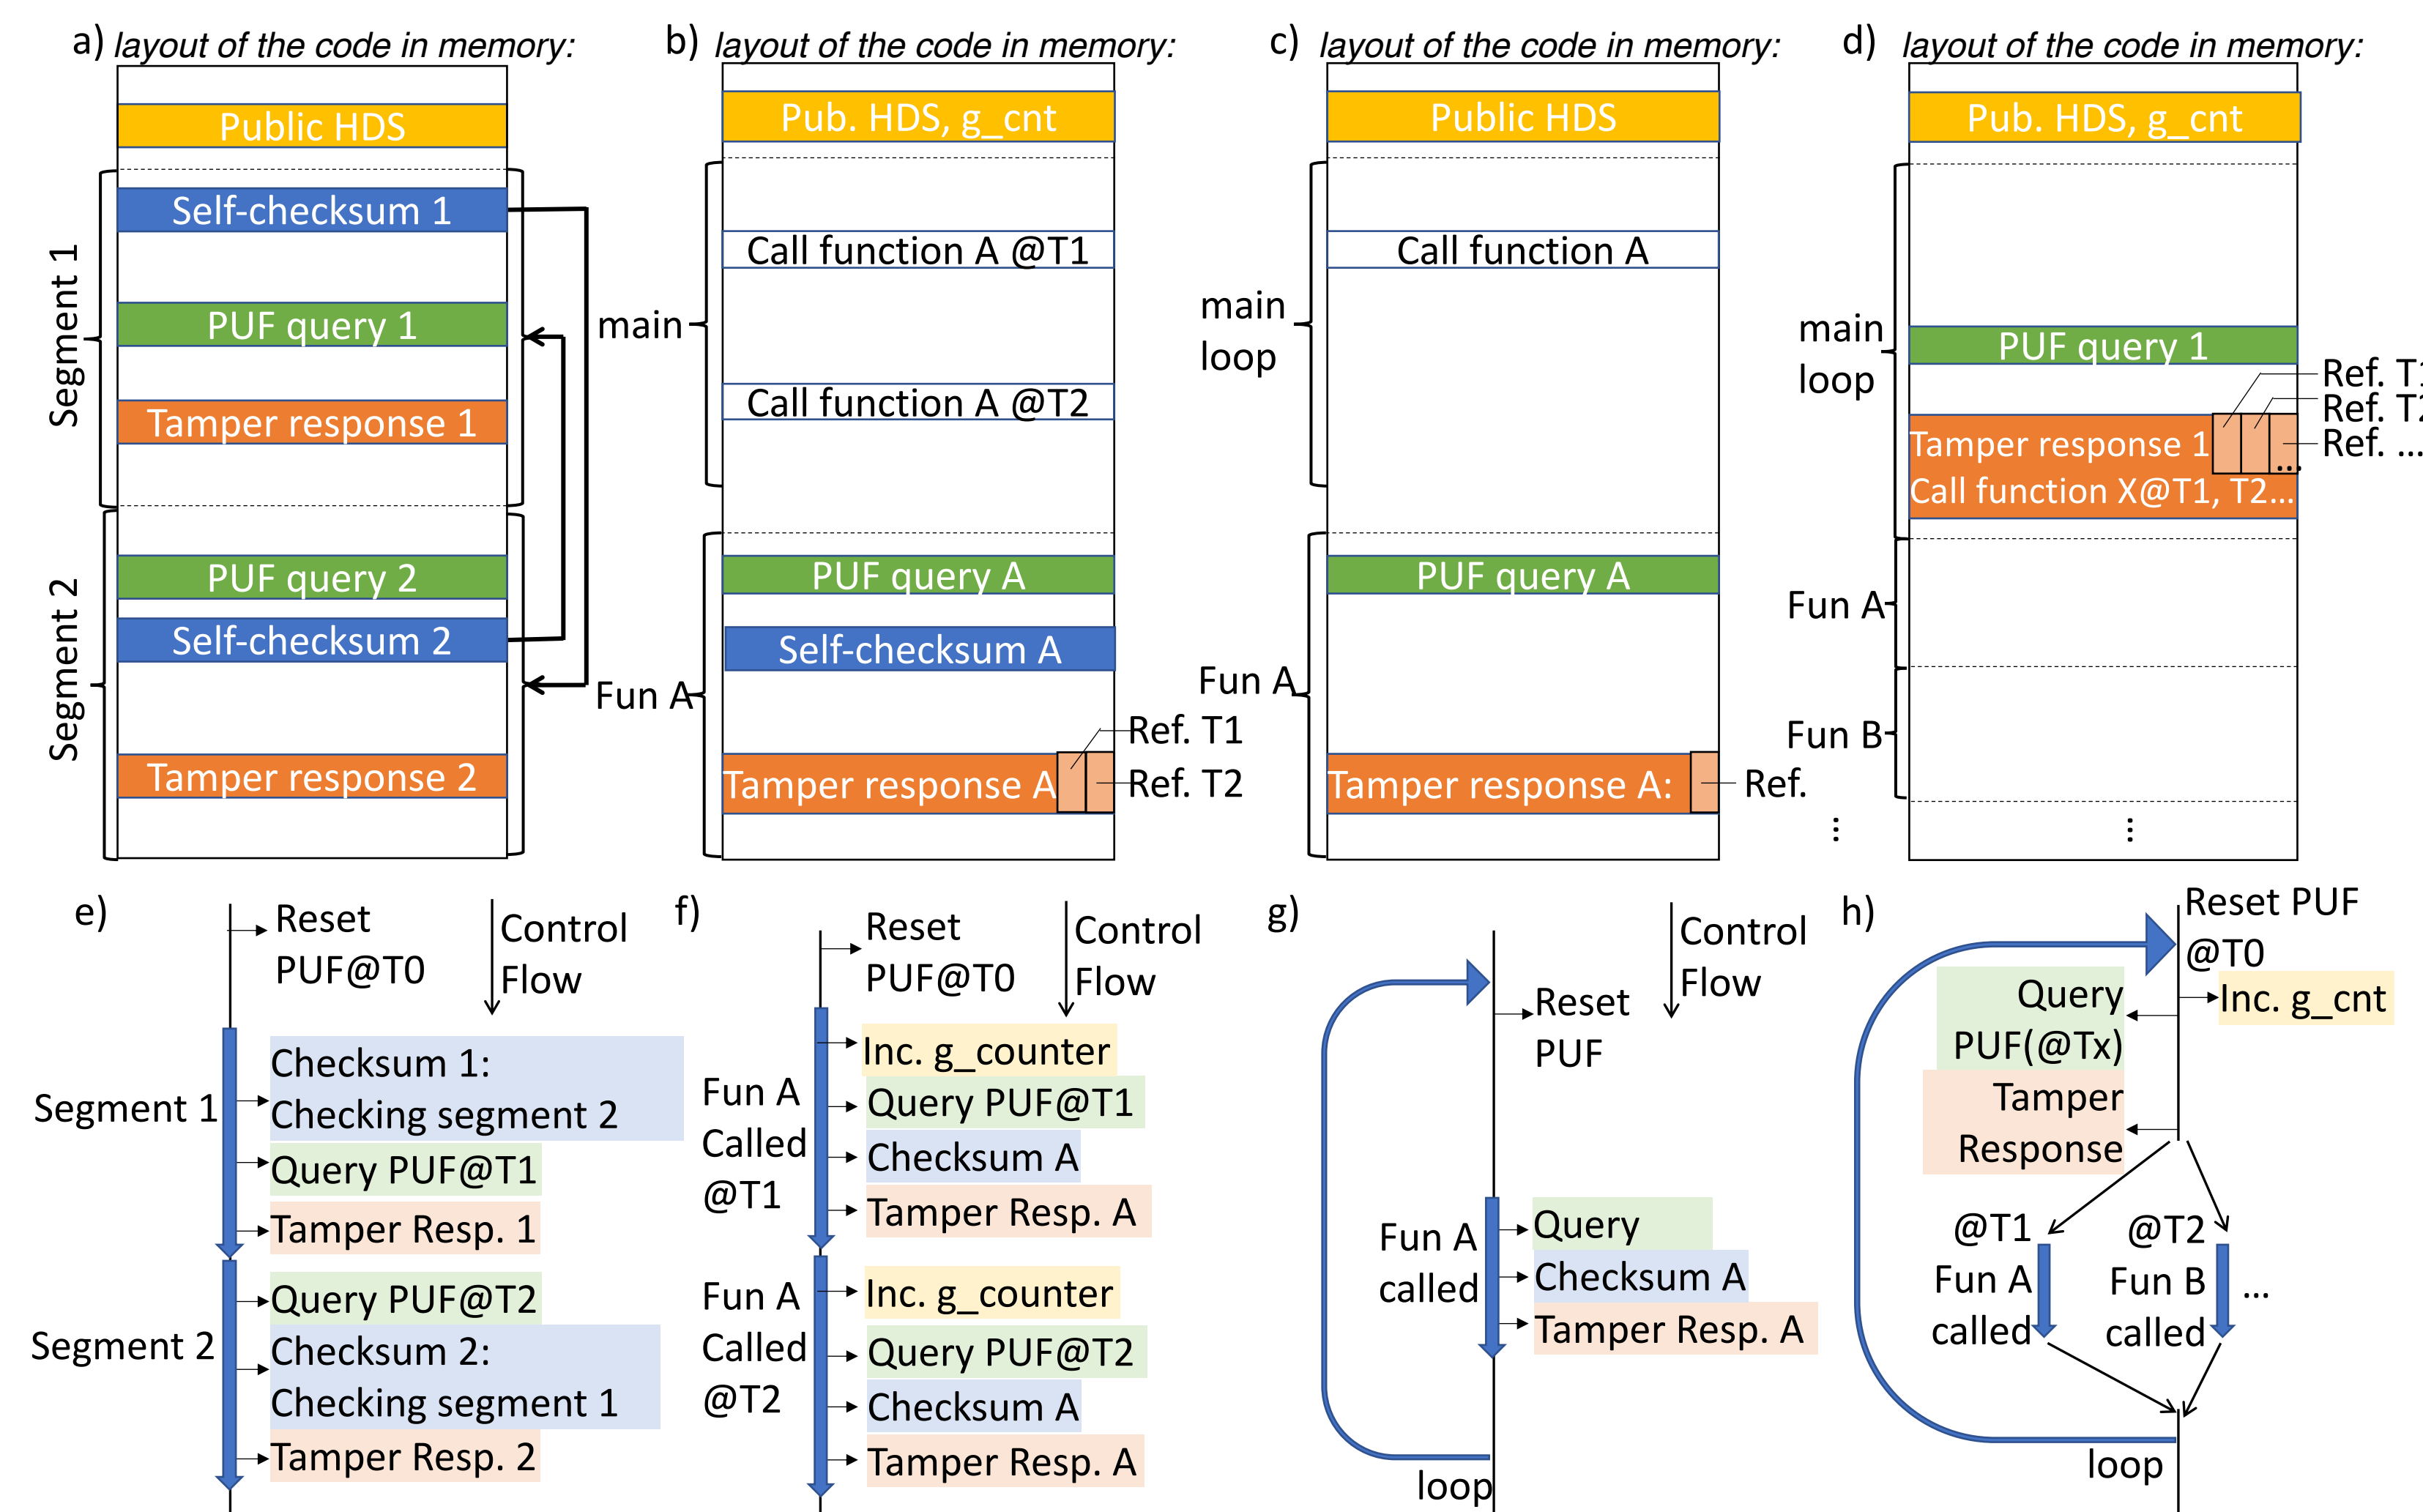 a) layout of the code in memory:
Public HDS
Segment 1
Self-checksum 1
PUF query 1
Tamper response 1
Segment 2
PUF query 2
Self-checksum 2
Tamper response 2
b) layout of the code in memory:
Pub. HDS, g_cnt
main
Call function A @T1
Call function A @T2
Fun A
PUF query A
Self-checksum A
Tamper response A
Ref. T1
Ref. T2
c) layout of the code in memory:
Public HDS
main
loop
Call function A
Fun A
PUF query A
Tamper response A:
Ref.
d) layout of the code in memory:
Pub. HDS, g_cnt
main
loop
PUF query 1
Ref. T1
Ref. T2
Ref. ...
Tamper response 1
...
Call function X@T1, T2...
Fun A
Fun B
⋮
⋮
e)
Reset
PUF@T0
Control
Flow
Segment 1
Checksum 1:
Checking segment 2
Query PUF@T1
Tamper Resp. 1
Segment 2
Query PUF@T2
Checksum 2:
Checking segment 1
Tamper Resp. 2
f)
Reset
PUF@T0
Control
Flow
Fun A
Called
@T1
Inc. g_counter
Query PUF@T1
Checksum A
Tamper Resp. A
Fun A
Called
@T2
Inc. g_counter
Query PUF@T2
Checksum A
Tamper Resp. A
g)
Control
Flow
Reset
PUF
Fun A
called
Query
Checksum A
Tamper Resp. A
loop
h)
Reset PUF
@T0
Inc. g_cnt
Query
PUF(@Tx)
Tamper
Response
@T1
Fun A
called
@T2
Fun B
called
...
loop